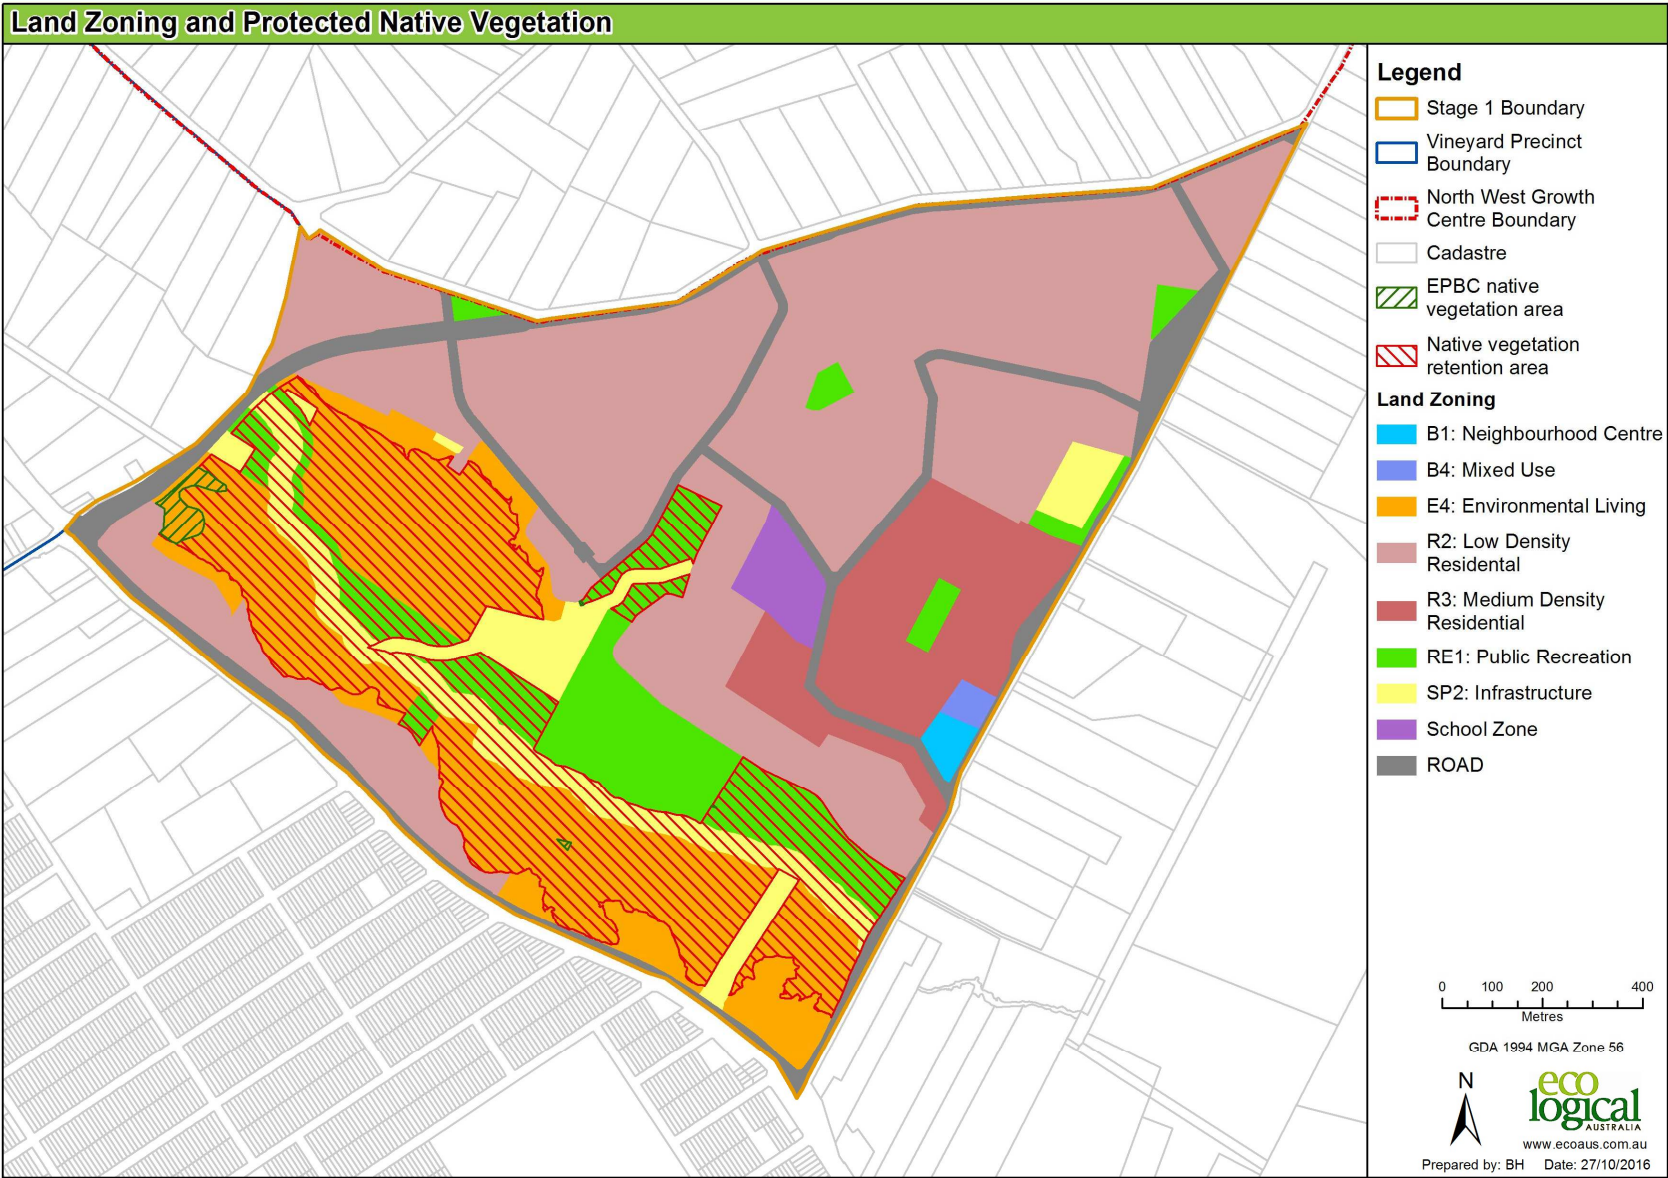 Land Zoning and Protected Native Vegetation
Legend
Stage 1 Boundary
Vineyard Precinct
Boundary
North West Growth
Centre Boundary
Cadastre
EPBC native
vegetation area
Native vegetation
retention area
Land Zoning
B1: Neighbourhood Centre
B4: Mixed Use
E4: Environmental Living
R2: Low Density
Residental
R3: Medium Density
Residential
RE1: Public Recreation
SP2: Infrastructure
School Zone
ROAD
0 100 200 400
Metres
GDA 1994 MGA Zone 56
N
eco
logical
AUSTRALIA
www.ecoaus.com.au
Prepared by: BH Date: 27/10/2016